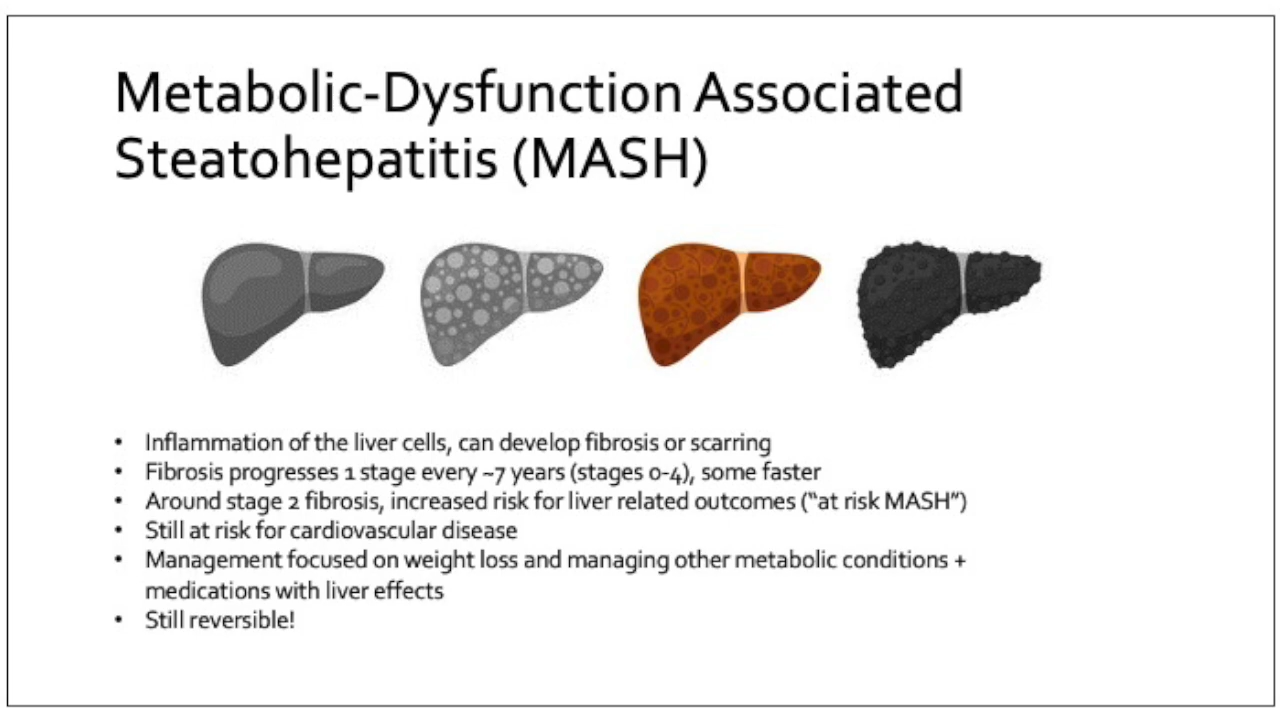 Metabolic-Dysfunction Associated
Steatohepatitis (MASH)
• Inflammation of the liver cells, can develop fibrosis or scarring
• Fibrosis progresses 1 stage every ~7 years (stages 0-4), some faster
• Around stage 2 fibrosis, increased risk for liver related outcomes (“at risk MASH”)
• Still at risk for cardiovascular disease
• Management focused on weight loss and managing other metabolic conditions +
medications with liver effects
• Still reversible!